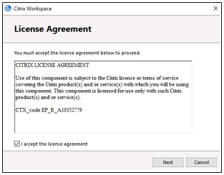 Citrix Workspace
License Agreement
You must accept the license agreement below to proceed.
CITRIX LICENSE AGREEMENT
Use of this component is subject to the Citrix license or terms of service
covering the Citrix product(s) and/or service(s) with which you will be using
this component. This component is licensed for use only with such Citrix
product(s) and/or service(s).
CTX_code EP_R_A10352779
I accept the license agreement
Next
Cancel